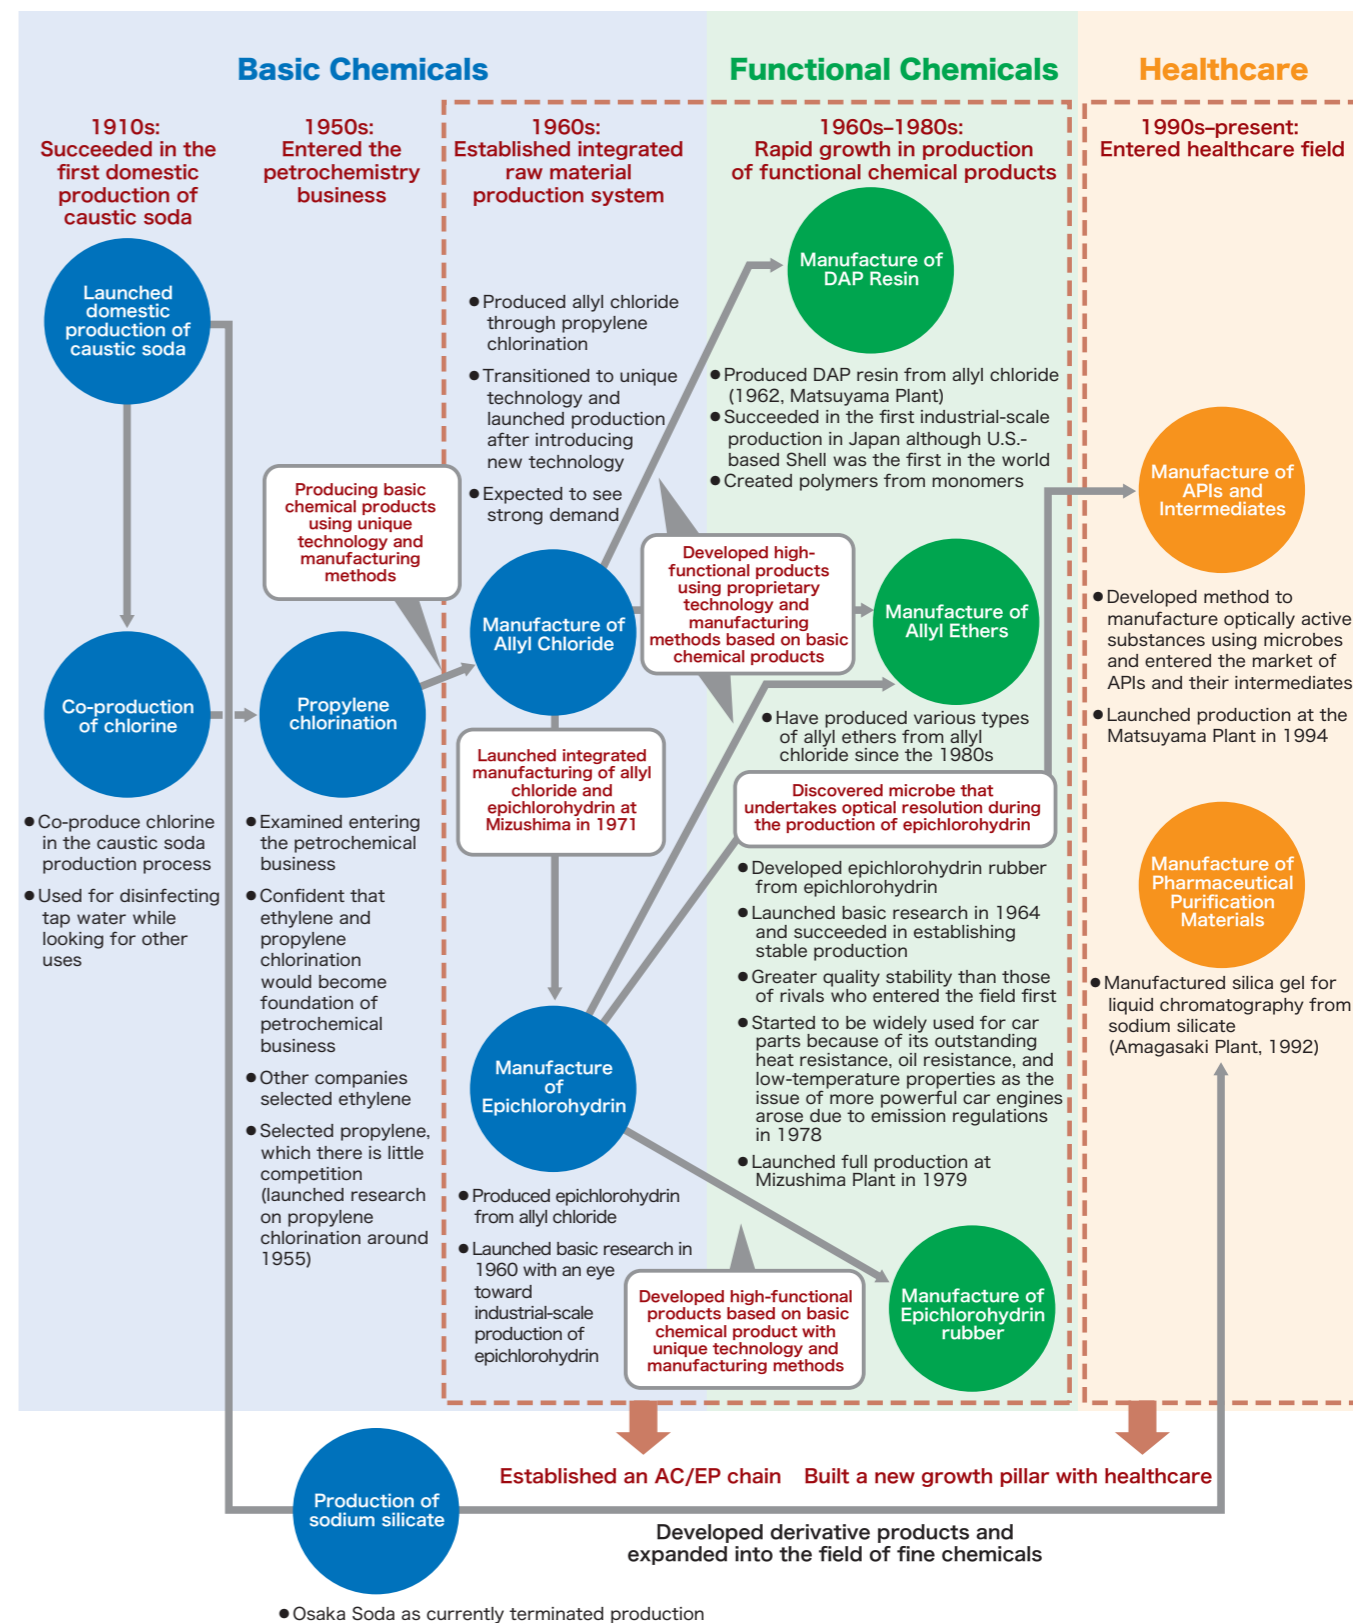 Basic Chemicals
Functional Chemicals
Healthcare
1910s:
Succeeded in the
first domestic
production of
caustic soda
1950s:
Entered the
petrochemistry
business
1960s:
Established integrated
raw material
production system
1960s–1980s:
Rapid growth in production
of functional chemical products
1990s–present:
Entered healthcare field
Launched
domestic
production of
caustic soda
Co-production
of chlorine
● Co-produce chlorine
in the caustic soda
production process
● Used for disinfecting
tap water while
looking for other
uses
Producing basic
chemical products
using unique
technology and
manufacturing
methods
Propylene
chlorination
● Examined entering
the petrochemical
business
● Confident that
ethylene and
propylene
chlorination
would become
foundation of
petrochemical
business
● Other companies
selected ethylene
● Selected propylene,
which there is little
competition
(launched research
on propylene
chlorination around
1955)
● Produced allyl chloride
through propylene
chlorination
● Transitioned to unique
technology and
launched production
after introducing
new technology
● Expected to see
strong demand
Manufacture of
Allyl Chloride
Launched integrated
manufacturing of allyl
chloride and
epichlorohydrin at
Mizushima in 1971
Manufacture
of
Epichlorohydrin
● Produced epichlorohydrin
from allyl chloride
● Launched basic research in
1960 with an eye
toward
industrial-scale
production of
epichlorohydrin
Manufacture of
DAP Resin
● Produced DAP resin from allyl chloride
(1962, Matsuyama Plant)
● Succeeded in the first industrial-scale
production in Japan although U.S.-
based Shell was the first in the world
● Created polymers from monomers
Developed high-
functional products
using proprietary
technology and
manufacturing
methods based on basic
chemical products
Manufacture of
Allyl Ethers
● Have produced various types
of allyl ethers from allyl
chloride since the 1980s
Discovered microbe that
undertakes optical resolution during
the production of epichlorohydrin
● Developed epichlorohydrin rubber
from epichlorohydrin
● Launched basic research in 1964
and succeeded in establishing
stable production
● Greater quality stability than those
of rivals who entered the field first
● Started to be widely used for car
parts because of its outstanding
heat resistance, oil resistance, and
low-temperature properties as the
issue of more powerful car engines
arose due to emission regulations
in 1978
● Launched full production at
Mizushima Plant in 1979
Developed high-functional
products based on basic
chemical product with
unique technology and
manufacturing methods
Manufacture of
Epichlorohydrin
rubber
Manufacture of
APIs and
Intermediates
● Developed method to
manufacture optically active
substances using microbes
and entered the market of
APIs and their intermediates
● Launched production at the
Matsuyama Plant in 1994
Manufacture of
Pharmaceutical
Purification
Materials
● Manufactured silica gel for
liquid chromatography from
sodium silicate
(Amagasaki Plant, 1992)
Established an AC/EP chain
Built a new growth pillar with healthcare
Production of
sodium silicate
Developed derivative products and
expanded into the field of fine chemicals
● Osaka Soda as currently terminated production